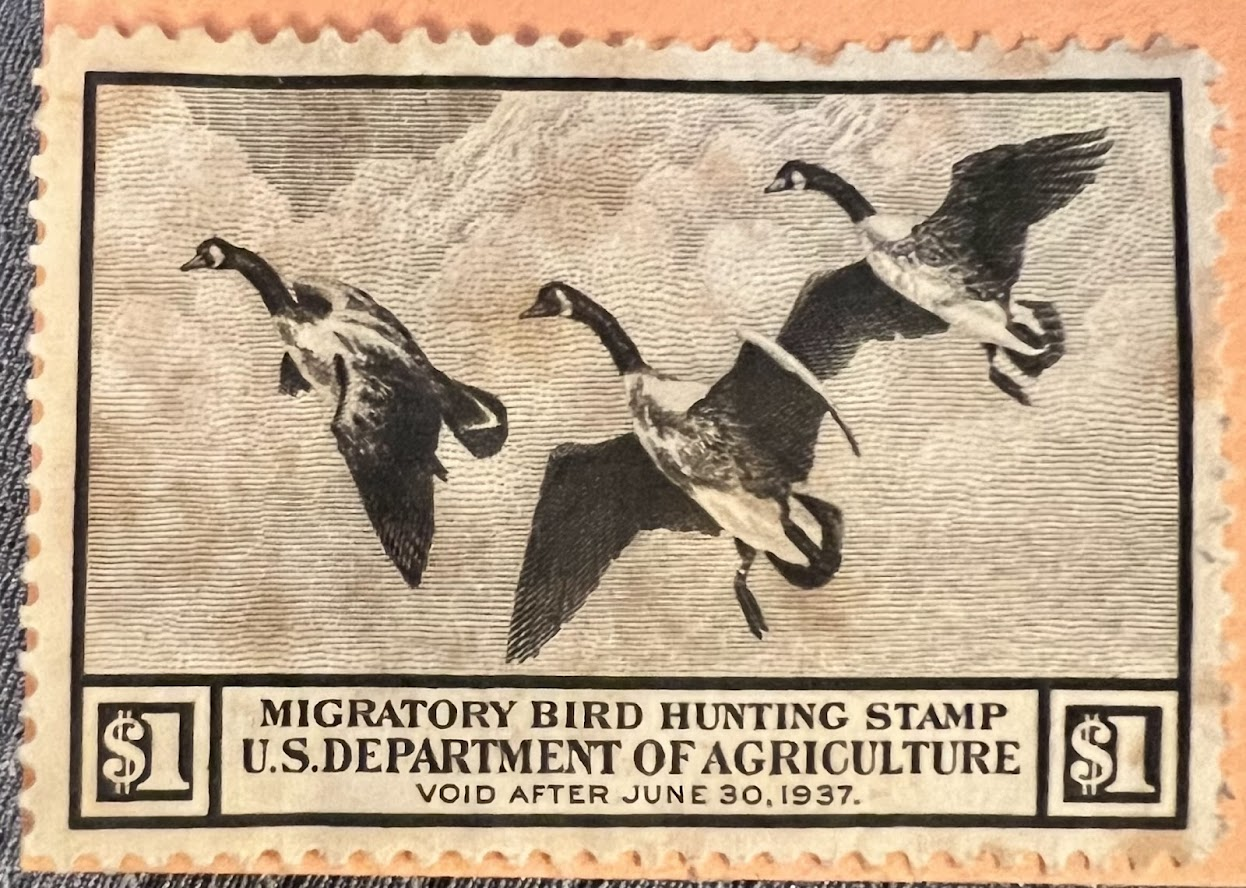 MIGRATORY BIRD HUNTING STAMP
$1 U.S.DEPARTMENT OF AGRICULTURE $1
VOID AFTER JUNE 30, 1937.